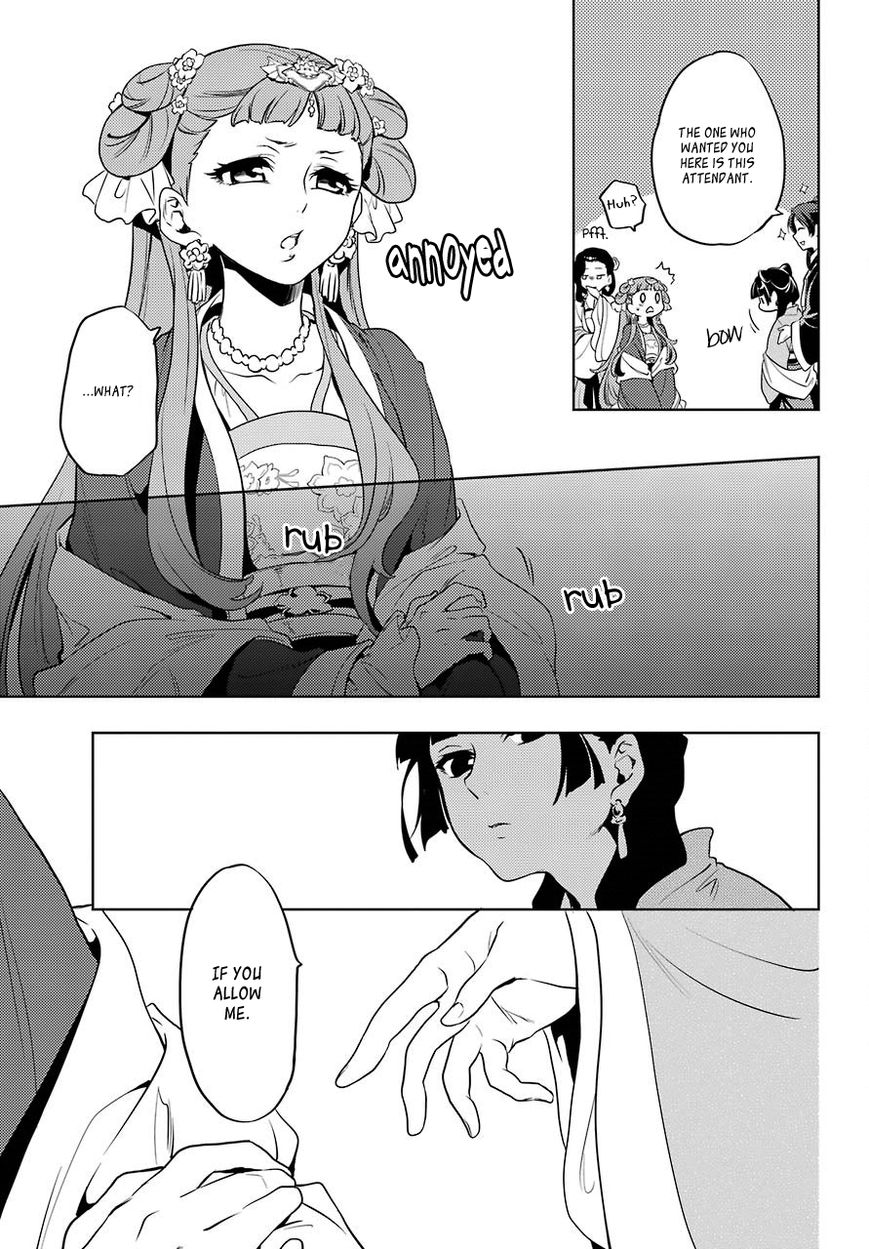 THE ONE WHO
WANTED YOU
HERE IS THIS
ATTENDANT.
Huh?
Pfft.
bow
annoyed
...WHAT?
rub
rub
IF YOU
ALLOW
ME.